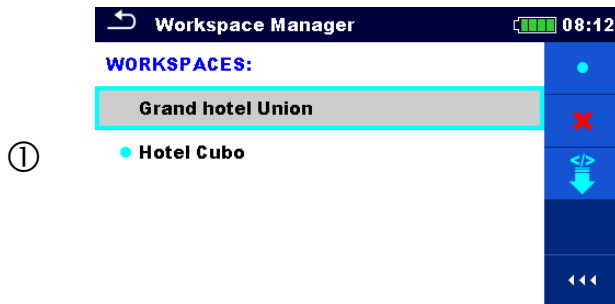 Workspace Manager 08:12
WORKSPACES:
Grand hotel Union
Hotel Cubo
①
</>